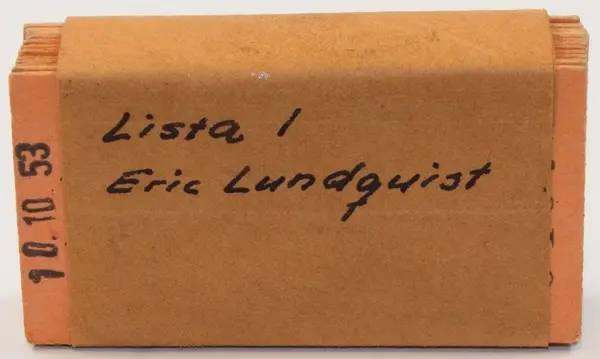 Lista 1
Eric Lundquist
10.10.53